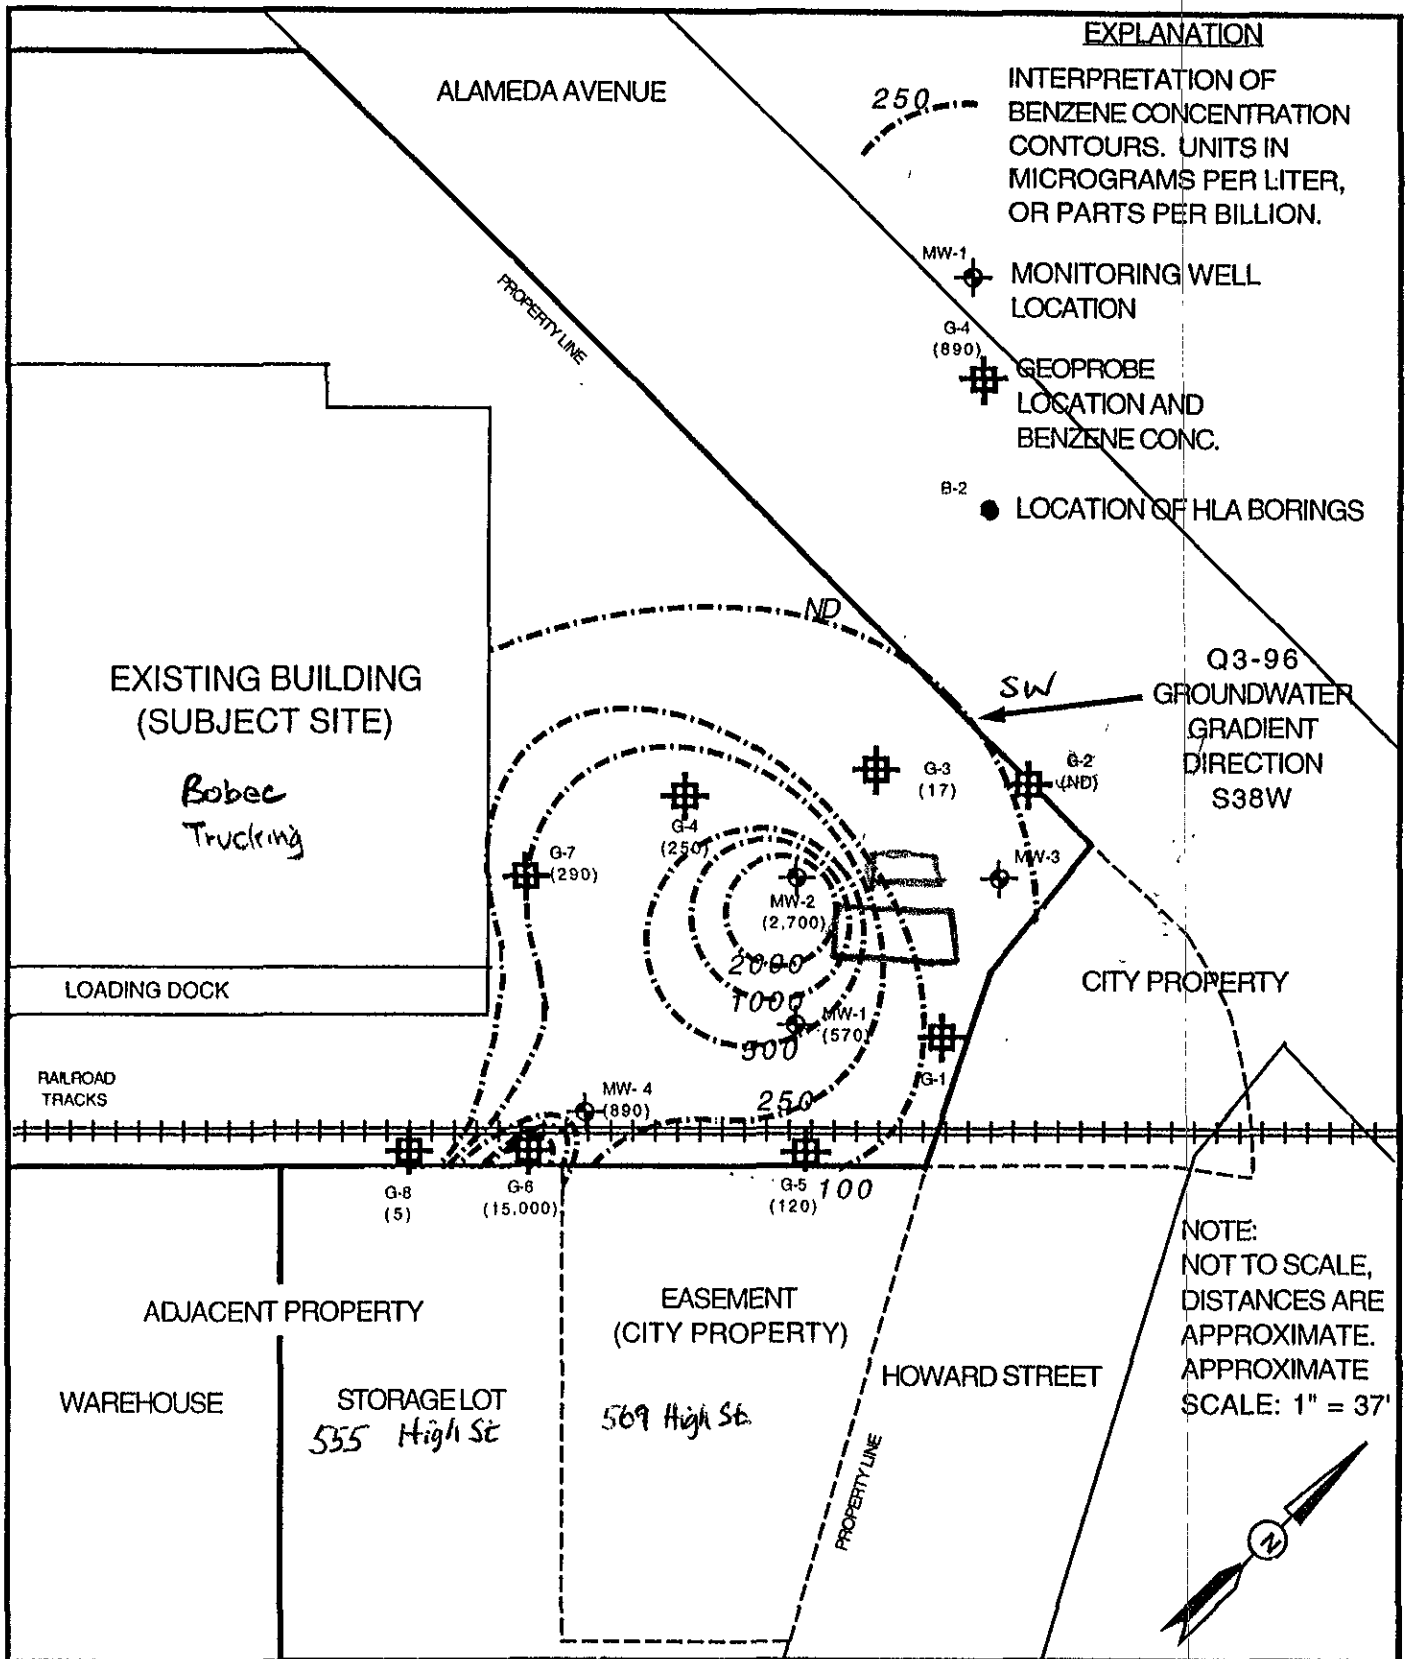 EXPLANATION
250
INTERPRETATION OF
BENZENE CONCENTRATION
CONTOURS. UNITS IN
MICROGRAMS PER LITER,
OR PARTS PER BILLION.
MW-1
MONITORING WELL
LOCATION
G-4
(890)
GEOPROBE
LOCATION AND
BENZENE CONC.
B-2
LOCATION OF HLA BORINGS
ALAMEDA AVENUE
PROPERTY LINE
ND
SW
Q3-96
GROUNDWATER
GRADIENT
DIRECTION
S38W
EXISTING BUILDING
(SUBJECT SITE)
Bobec
Trucking
G-3
(17)
G-2
(ND)
G-4
(250)
G-7
(290)
MW-2
(2,700)
MW-3
2000
1000
MW-1
(570)
500
G-1
CITY PROPERTY
LOADING DOCK
RAILROAD
TRACKS
MW-4
(890)
250
G-8
(5)
G-6
(15,000)
G-5
(120)
100
ADJACENT PROPERTY
WAREHOUSE
STORAGE LOT
555 High St
EASEMENT
(CITY PROPERTY)
569 High St.
HOWARD STREET
PROPERTY LINE
NOTE:
NOT TO SCALE,
DISTANCES ARE
APPROXIMATE.
APPROXIMATE
SCALE: 1" = 37'
N